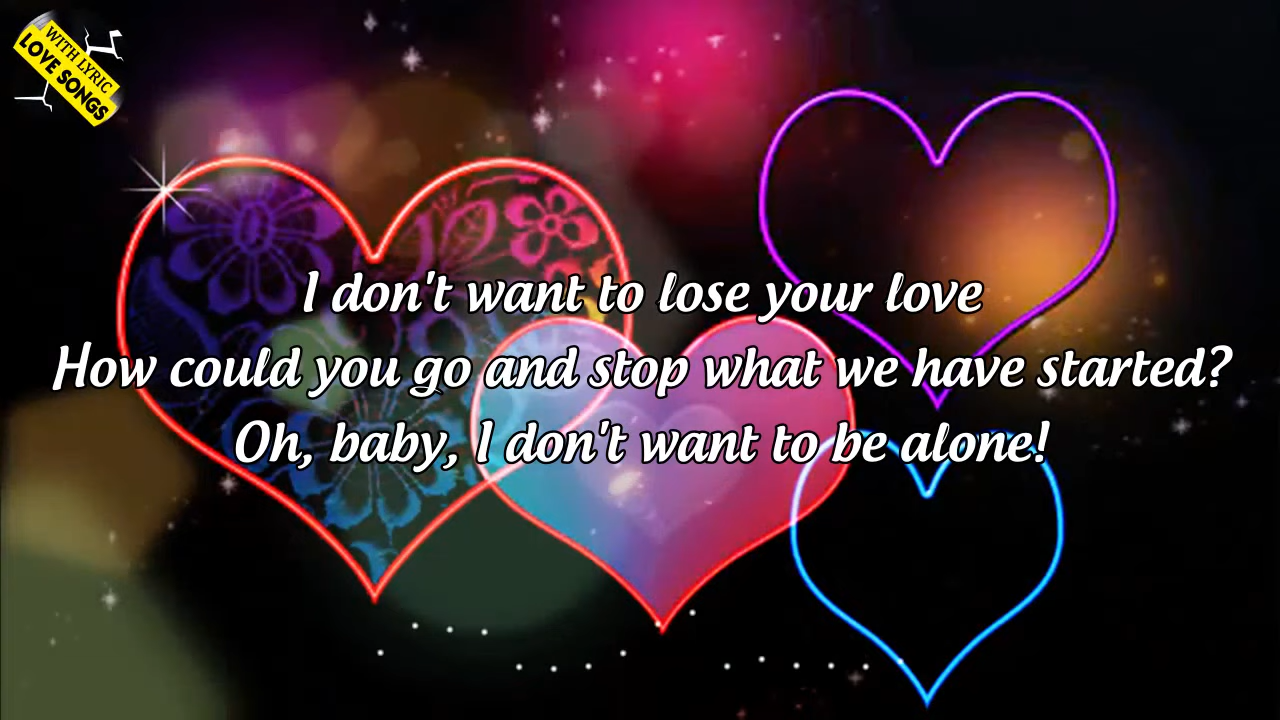 WITH LYRIC
LOVE SONGS
I don't want to lose your love
How could you go and stop what we have started?
Oh, baby, I don't want to be alone!